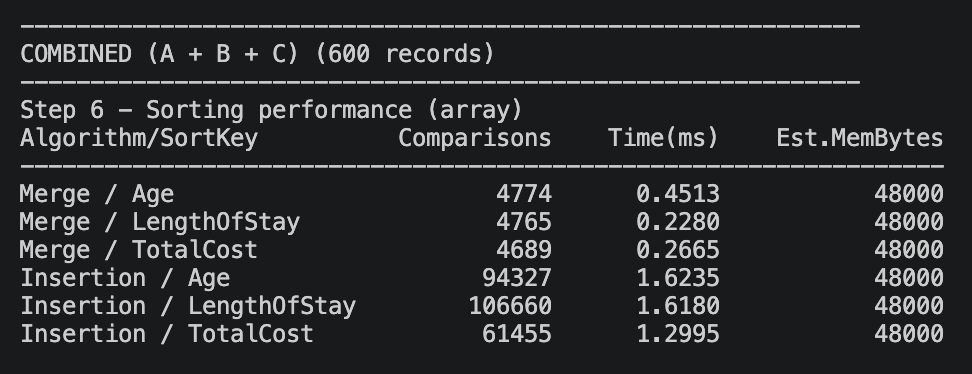 ------------------------------------------------------------
COMBINED (A + B + C) (600 records)
------------------------------------------------------------
Step 6 – Sorting performance (array)
Algorithm/SortKey          Comparisons    Time(ms)    Est.MemBytes
------------------------------------------------------------------
Merge / Age                       4774      0.4513           48000
Merge / LengthOfStay              4765      0.2280           48000
Merge / TotalCost                 4689      0.2665           48000
Insertion / Age                  94327      1.6235           48000
Insertion / LengthOfStay        106660      1.6180           48000
Insertion / TotalCost            61455      1.2995           48000